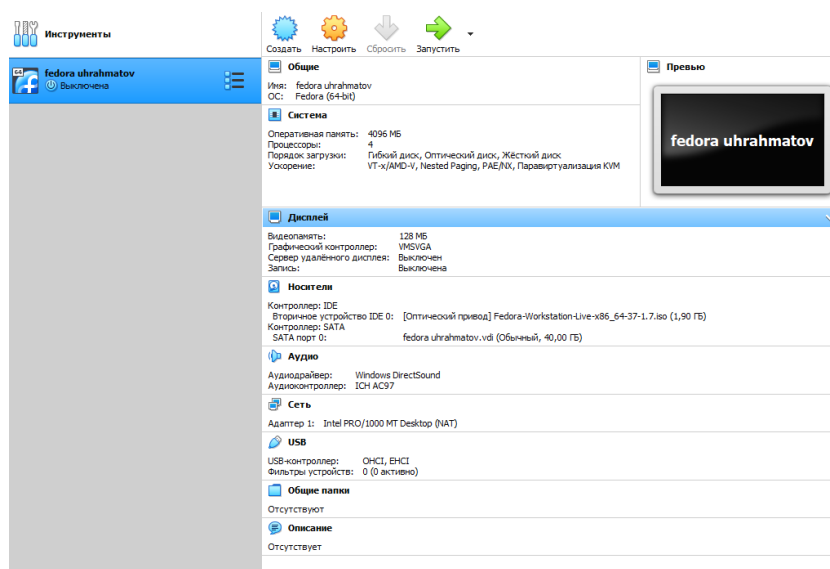 Инструменты
Создать Настроить Сбросить Запустить
64
fedora uhrahmatov
Выключена
Общие
Имя: fedora uhrahmatov
ОС: Fedora (64-bit)
Превью
fedora uhrahmatov
Система
Оперативная память: 4096 МБ
Процессоры: 4
Порядок загрузки: Гибкий диск, Оптический диск, Жёсткий диск
Ускорение: VT-x/AMD-V, Nested Paging, PAE/NX, Паравиртуализация KVM
Дисплей
Видеопамять: 128 МБ
Графический контроллер: VMSVGA
Сервер удалённого дисплея: Выключен
Запись: Выключена
Носители
Контроллер: IDE
Вторичное устройство IDE 0: [Оптический привод] Fedora-Workstation-Live-x86_64-37-1.7.iso (1,90 ГБ)
Контроллер: SATA
SATA порт 0: fedora uhrahmatov.vdi (Обычный, 40,00 ГБ)
Аудио
Аудиодрайвер: Windows DirectSound
Аудиоконтроллер: ICH AC97
Сеть
Адаптер 1: Intel PRO/1000 MT Desktop (NAT)
USB
USB-контроллер: OHCI, EHCI
Фильтры устройств: 0 (0 активно)
Общие папки
Отсутствуют
Описание
Отсутствует